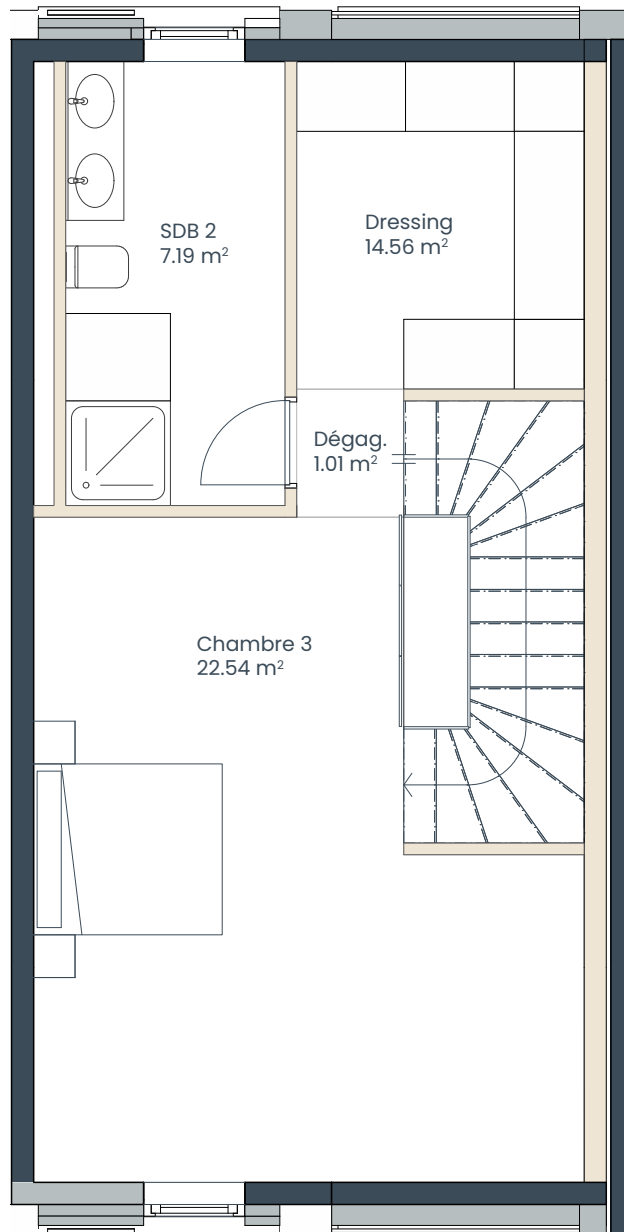 SDB 2
7.19 m²
Dressing
14.56 m²
Dégag.
1.01 m²
Chambre 3
22.54 m²